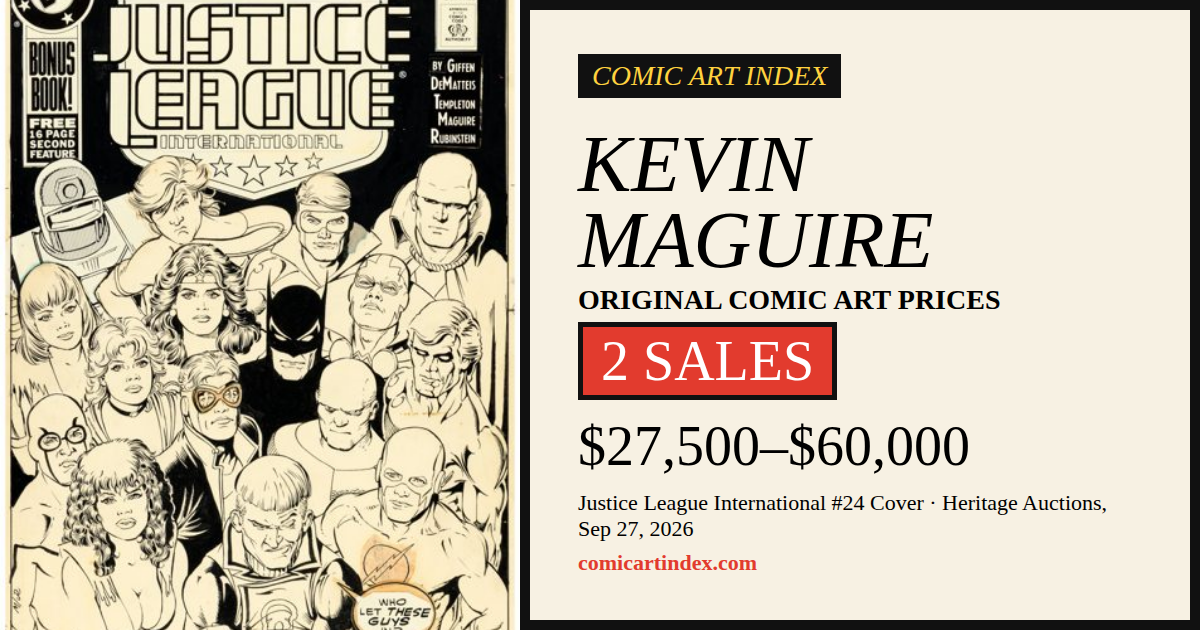 JUSTICE
LEAGUE
INTERNATIONAL
BONUS
BOOK!
FREE
16 PAGE
SECOND
FEATURE
BY GIFFEN
DEMATTEIS
TEMPLETON
MAGUIRE
RUBINSTEIN
WHO
LET THESE
GUYS
COMIC ART INDEX
KEVIN
MAGUIRE
ORIGINAL COMIC ART PRICES
2 SALES
$27,500–$60,000
Justice League International #24 Cover · Heritage Auctions,
Sep 27, 2026
comicartindex.com